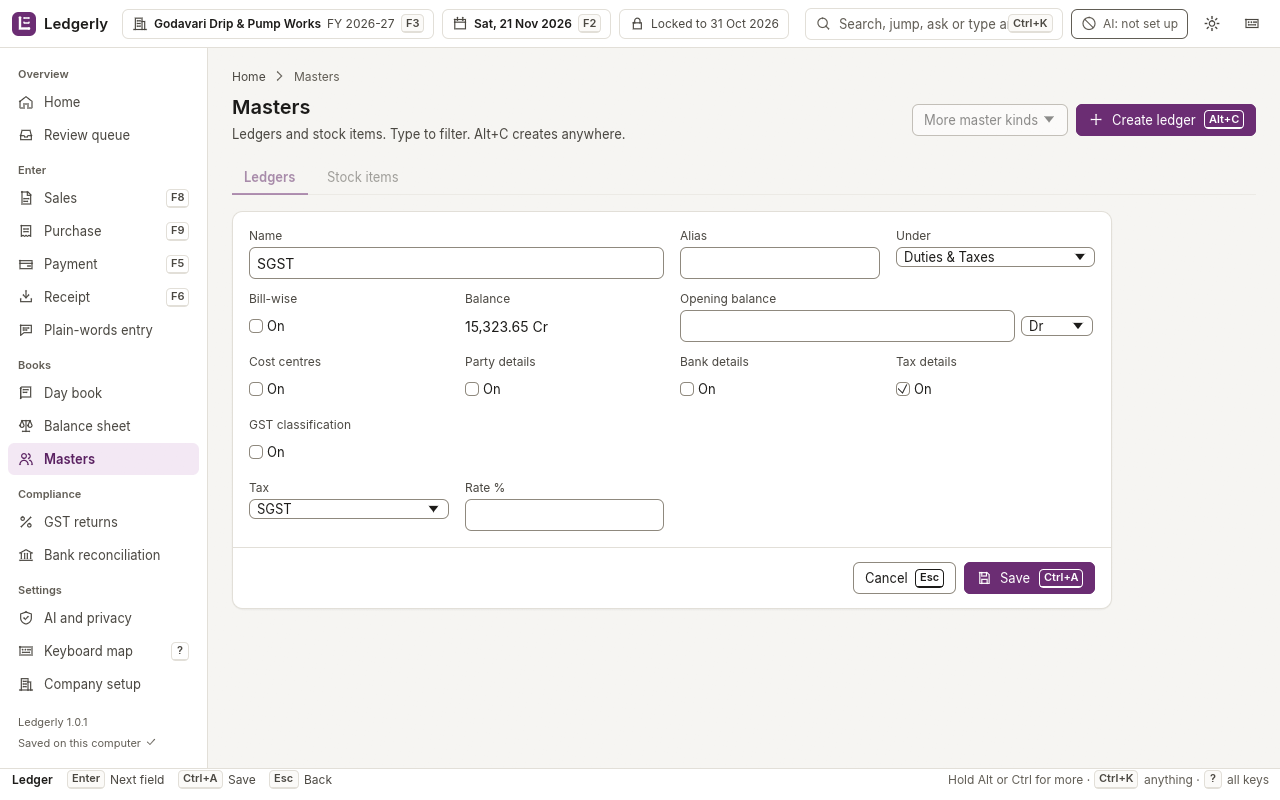 Ledgerly
Godavari Drip & Pump Works FY 2026-27 F3
Sat, 21 Nov 2026 F2
Locked to 31 Oct 2026
Search, jump, ask or type a Ctrl+K
AI: not set up
Overview
Home
Review queue
Enter
Sales F8
Purchase F9
Payment F5
Receipt F6
Plain-words entry
Books
Day book
Balance sheet
Masters
Compliance
GST returns
Bank reconciliation
Settings
AI and privacy
Keyboard map ?
Company setup
Ledgerly 1.0.1
Saved on this computer
Home Masters
Masters
Ledgers and stock items. Type to filter. Alt+C creates anywhere.
More master kinds
Create ledger Alt+C
Ledgers Stock items
Name Alias Under
SGST Duties & Taxes
Bill-wise Balance Opening balance
On 15,323.65 Cr Dr
Cost centres Party details Bank details Tax details
On On On On
GST classification
On
Tax Rate %
SGST
Cancel Esc Save Ctrl+A
Ledger Enter Next field Ctrl+A Save Esc Back
Hold Alt or Ctrl for more · Ctrl+K anything · ? all keys